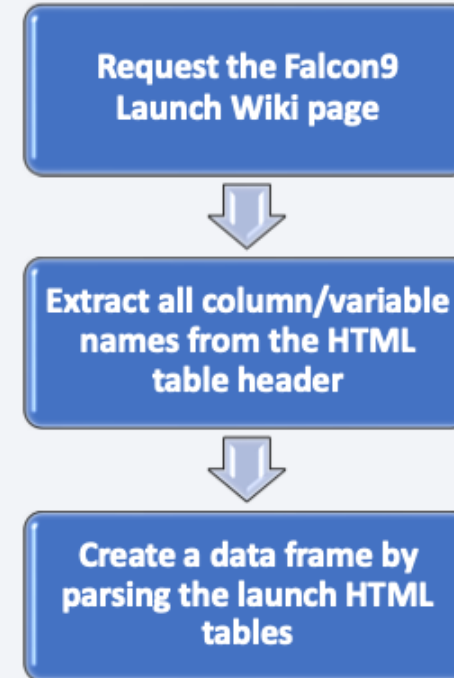 Request the Falcon9
Launch Wiki page
Extract all column/variable
names from the HTML
table header
Create a data frame by
parsing the launch HTML
tables